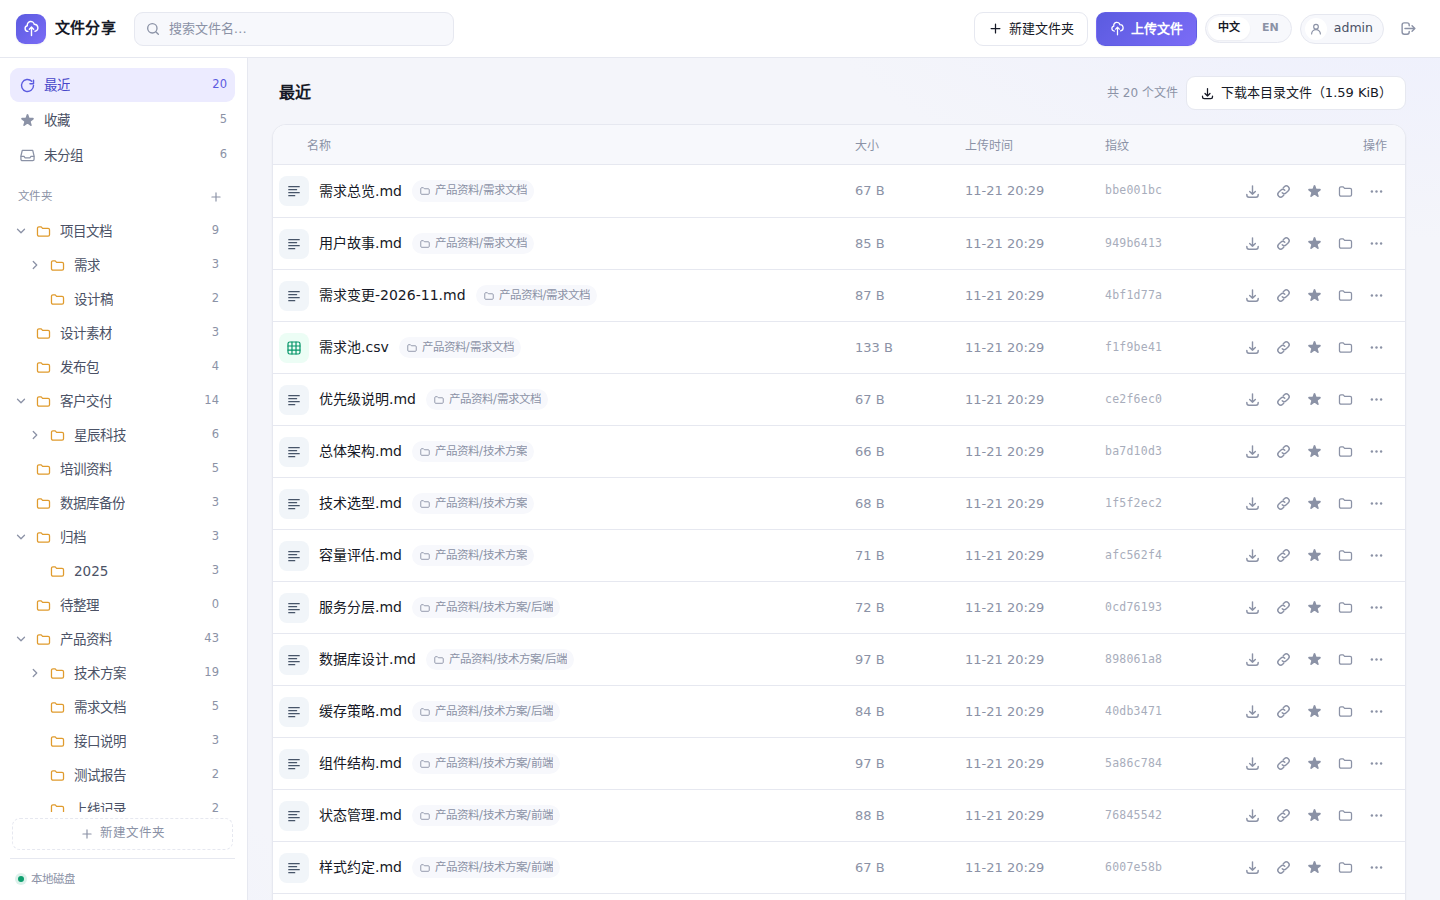 文件分享
搜索文件名...
新建文件夹
上传文件
中文 EN
admin
最近 20
收藏 5
未分组 6
文件夹
项目文档 9
需求 3
设计稿 2
设计素材 3
发布包 4
客户交付 14
星辰科技 6
培训资料 5
数据库备份 3
归档 3
2025 3
待整理 0
产品资料 43
技术方案 19
需求文档 5
接口说明 3
测试报告 2
上线记录 2
新建文件夹
本地磁盘
最近
共 20 个文件
下载本目录文件（1.59 KiB）
名称 大小 上传时间 指纹 操作
需求总览.md 产品资料/需求文档 67 B 11-21 20:29 bbe001bc
用户故事.md 产品资料/需求文档 85 B 11-21 20:29 949b6413
需求变更-2026-11.md 产品资料/需求文档 87 B 11-21 20:29 4bf1d77a
需求池.csv 产品资料/需求文档 133 B 11-21 20:29 f1f9be41
优先级说明.md 产品资料/需求文档 67 B 11-21 20:29 ce2f6ec0
总体架构.md 产品资料/技术方案 66 B 11-21 20:29 ba7d10d3
技术选型.md 产品资料/技术方案 68 B 11-21 20:29 1f5f2ec2
容量评估.md 产品资料/技术方案 71 B 11-21 20:29 afc562f4
服务分层.md 产品资料/技术方案/后端 72 B 11-21 20:29 0cd76193
数据库设计.md 产品资料/技术方案/后端 97 B 11-21 20:29 898061a8
缓存策略.md 产品资料/技术方案/后端 84 B 11-21 20:29 40db3471
组件结构.md 产品资料/技术方案/前端 97 B 11-21 20:29 5a86c784
状态管理.md 产品资料/技术方案/前端 88 B 11-21 20:29 76845542
样式约定.md 产品资料/技术方案/前端 67 B 11-21 20:29 6007e58b